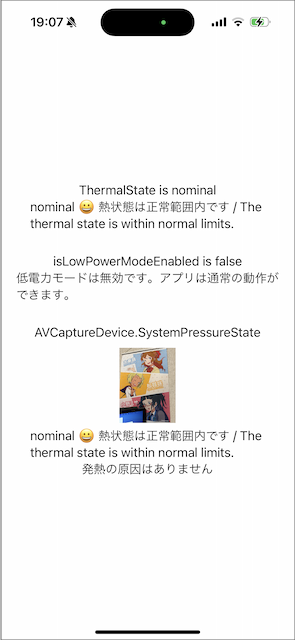 19:07
ThermalState is nominal
nominal 😀 熱状態は正常範囲内です / The
thermal state is within normal limits.
isLowPowerModeEnabled is false
低電力モードは無効です。アプリは通常の動作が
できます。
AVCaptureDevice.SystemPressureState
nominal 😀 熱状態は正常範囲内です / The
thermal state is within normal limits.
発熱の原因はありません